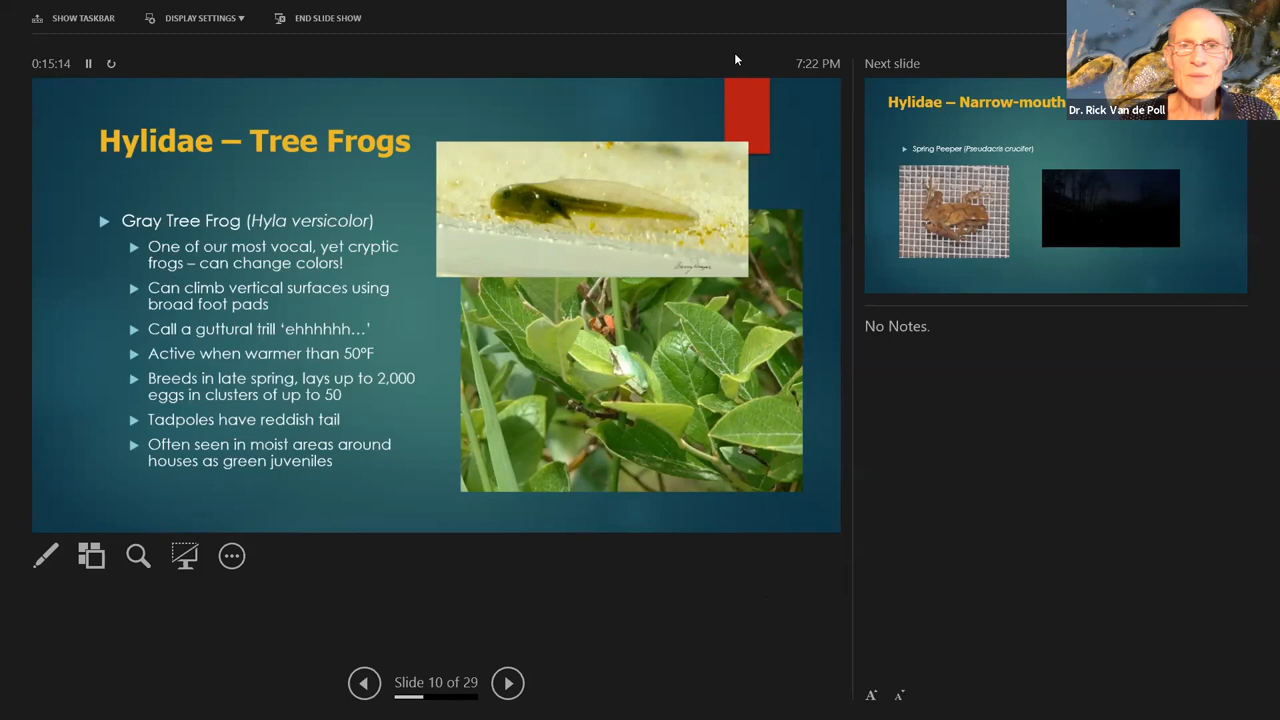 SHOW TASKBAR
DISPLAY SETTINGS ▼
END SLIDE SHOW
0:15:14
7:22 PM
Next slide
Dr. Rick Van de Poll
Hylidae – Tree Frogs
Gray Tree Frog (Hyla versicolor)
One of our most vocal, yet cryptic
frogs – can change colors!
Can climb vertical surfaces using
broad foot pads
Call a guttural trill ‘ehhhhhh…’
Active when warmer than 50°F
Breeds in late spring, lays up to 2,000
eggs in clusters of up to 50
Tadpoles have reddish tail
Often seen in moist areas around
houses as green juveniles
Hylidae – Narrow-mouth
Spring Peeper (Pseudacris crucifer)
No Notes.
Slide 10 of 29
A A